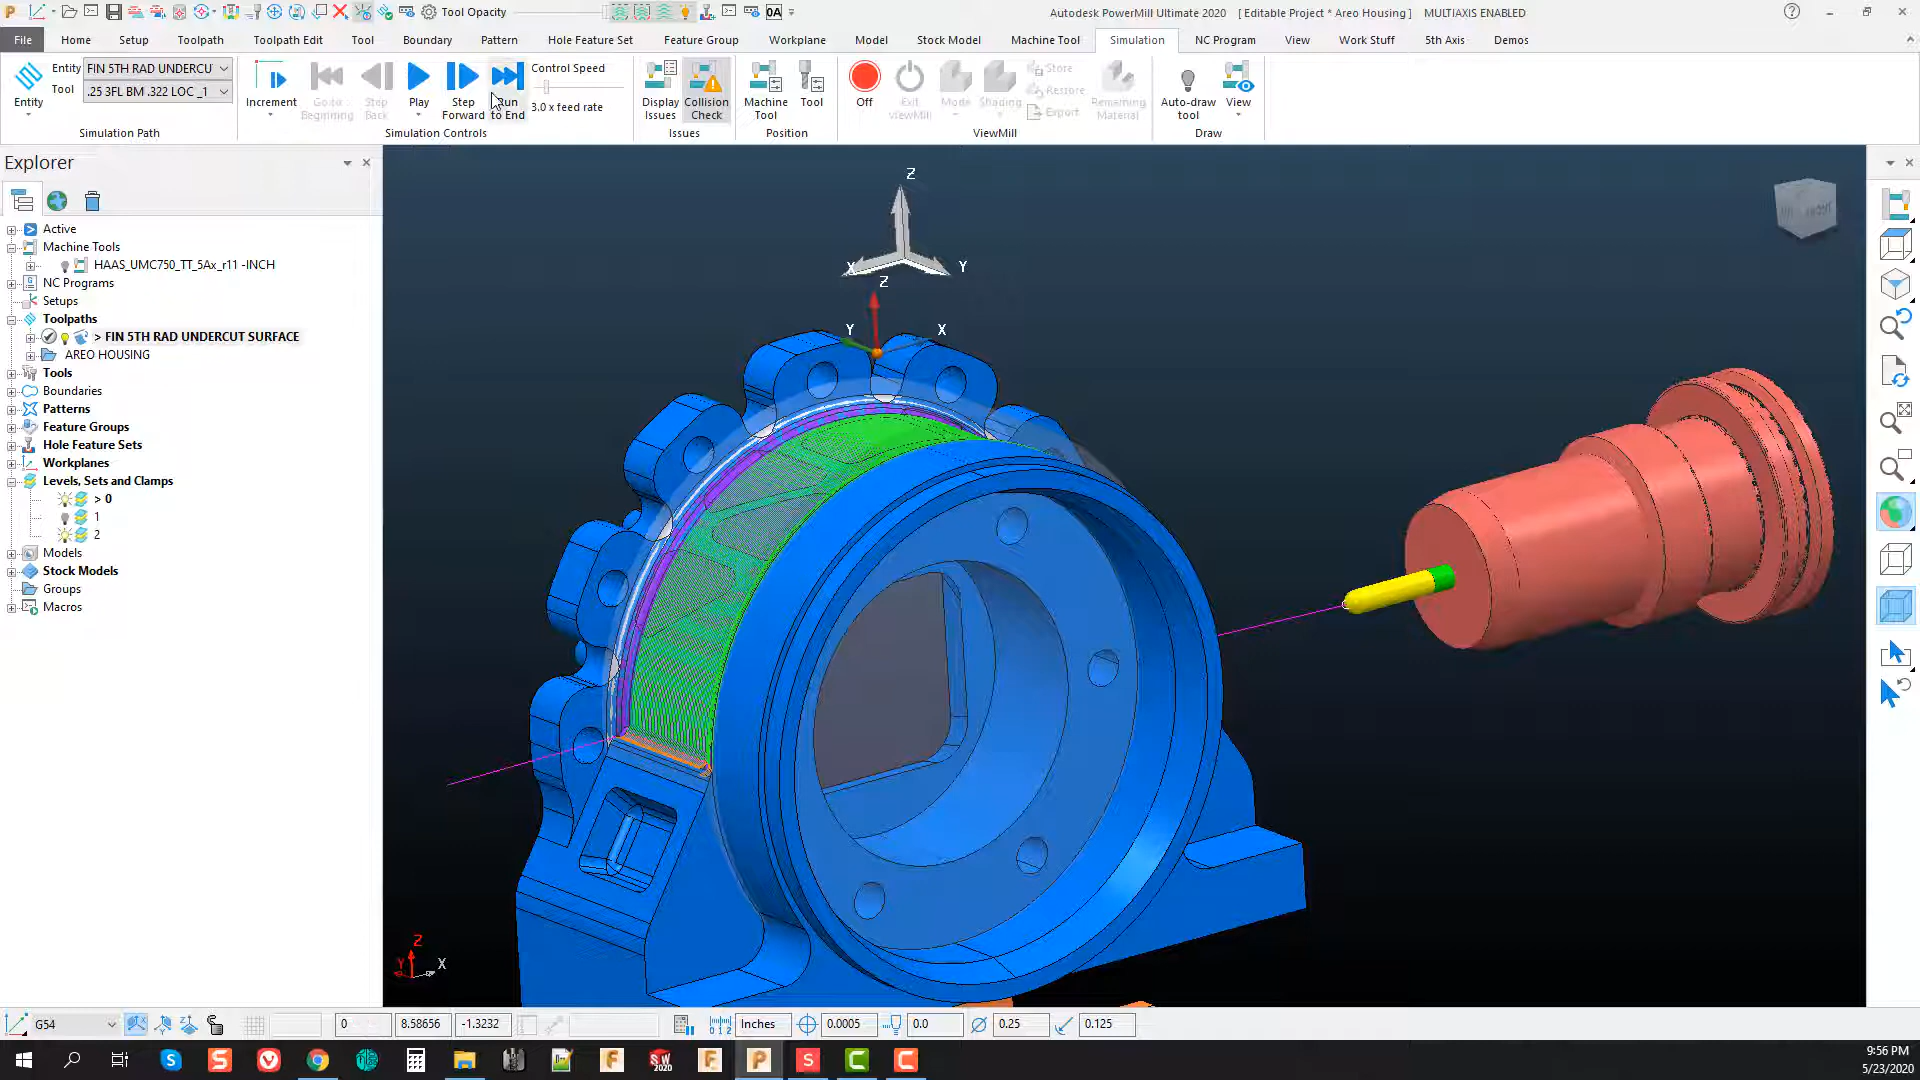 Tool Opacity
Autodesk PowerMill Ultimate 2020 [ Editable Project * Areo Housing ] MULTIAXIS ENABLED
File Home Setup Toolpath Toolpath Edit Tool Boundary Pattern Hole Feature Set Feature Group Workplane Model Stock Model Machine Tool Simulation NC Program View Work Stuff 5th Axis Demos
Entity
Entity FIN 5TH RAD UNDERCU
Tool .25 3FL BM .322 LOC _1
Simulation Path
Increment
Go to Beginning
Step Back
Play
Step Forward
Run to End
Control Speed
3.0 x feed rate
Simulation Controls
Display Issues
Collision Check
Issues
Machine Tool
Tool
Position
Off
Exit ViewMill
Mode
Shading
Store
Restore
Export
Remaining Material
ViewMill
Auto-draw tool
View
Draw
Explorer
Active
Machine Tools
HAAS_UMC750_TT_5Ax_r11 -INCH
NC Programs
Setups
Toolpaths
> FIN 5TH RAD UNDERCUT SURFACE
AREO HOUSING
Tools
Boundaries
Patterns
Feature Groups
Hole Feature Sets
Workplanes
Levels, Sets and Clamps
> 0
1
2
Models
Stock Models
Groups
Macros
Z
X Y
Z
Y X
Z
Y X
G54 0 8.58656 -1.3232 Inches 0.0005 0.0 0.25 0.125
9:56 PM
5/23/2020